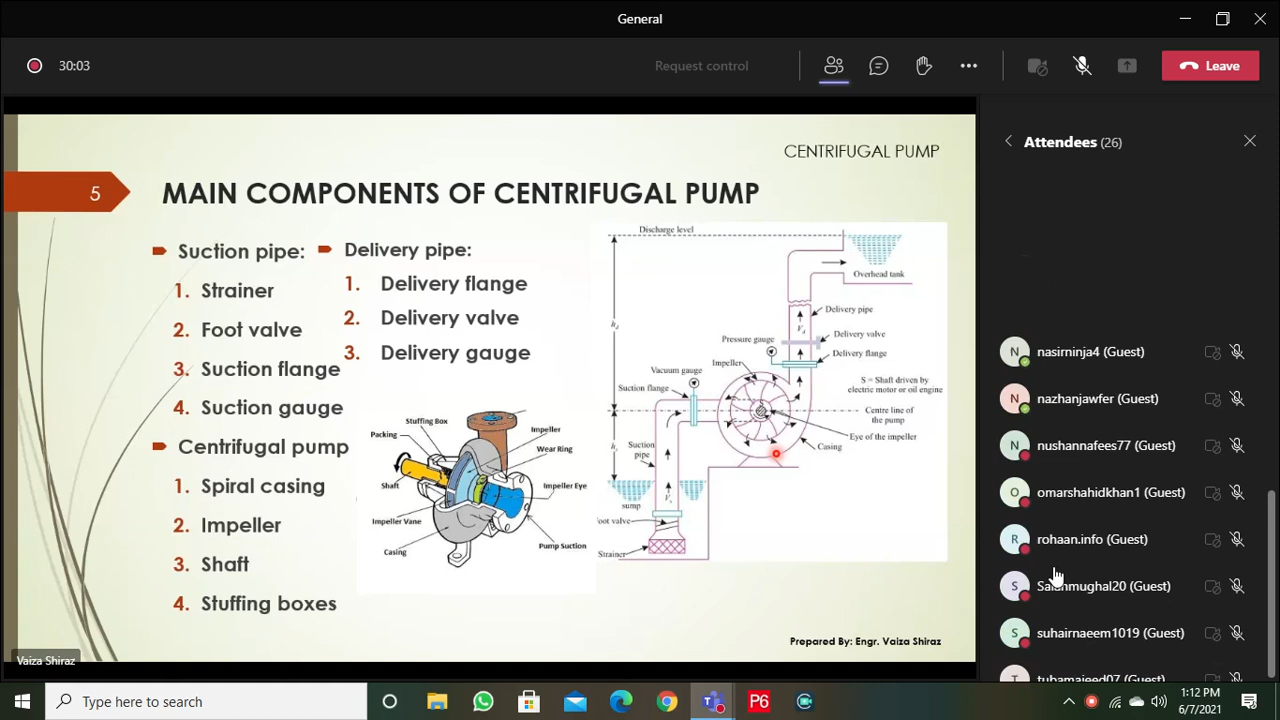 General
30:03
Request control
Leave
Attendees (26)
CENTRIFUGAL PUMP
5
MAIN COMPONENTS OF CENTRIFUGAL PUMP
Suction pipe:
1. Strainer
2. Foot valve
3. Suction flange
4. Suction gauge
Centrifugal pump
1. Spiral casing
2. Impeller
3. Shaft
4. Stuffing boxes
Delivery pipe:
1. Delivery flange
2. Delivery valve
3. Delivery gauge
Stuffing Box
Packing
Shaft
Impeller Vane
Casing
Impeller
Wear Ring
Impeller Eye
Pump Suction
Discharge level
Overhead tank
Delivery pipe
Delivery valve
Pressure gauge
Delivery flange
Impeller
Vacuum gauge
Suction flange
S = Shaft driven by
electric motor or oil engine
Centre line of
the pump
Eye of the impeller
Casing
Suction
pipe
sump
Foot valve
Strainer
Prepared By: Engr. Vaiza Shiraz
Vaiza Shiraz
N nasirninja4 (Guest)
N nazhanjawfer (Guest)
N nushannafees77 (Guest)
O omarshahidkhan1 (Guest)
R rohaan.info (Guest)
S (Guest)
S suhairnaeem1019 (Guest)
Type here to search
P6
1:12 PM
6/7/2021